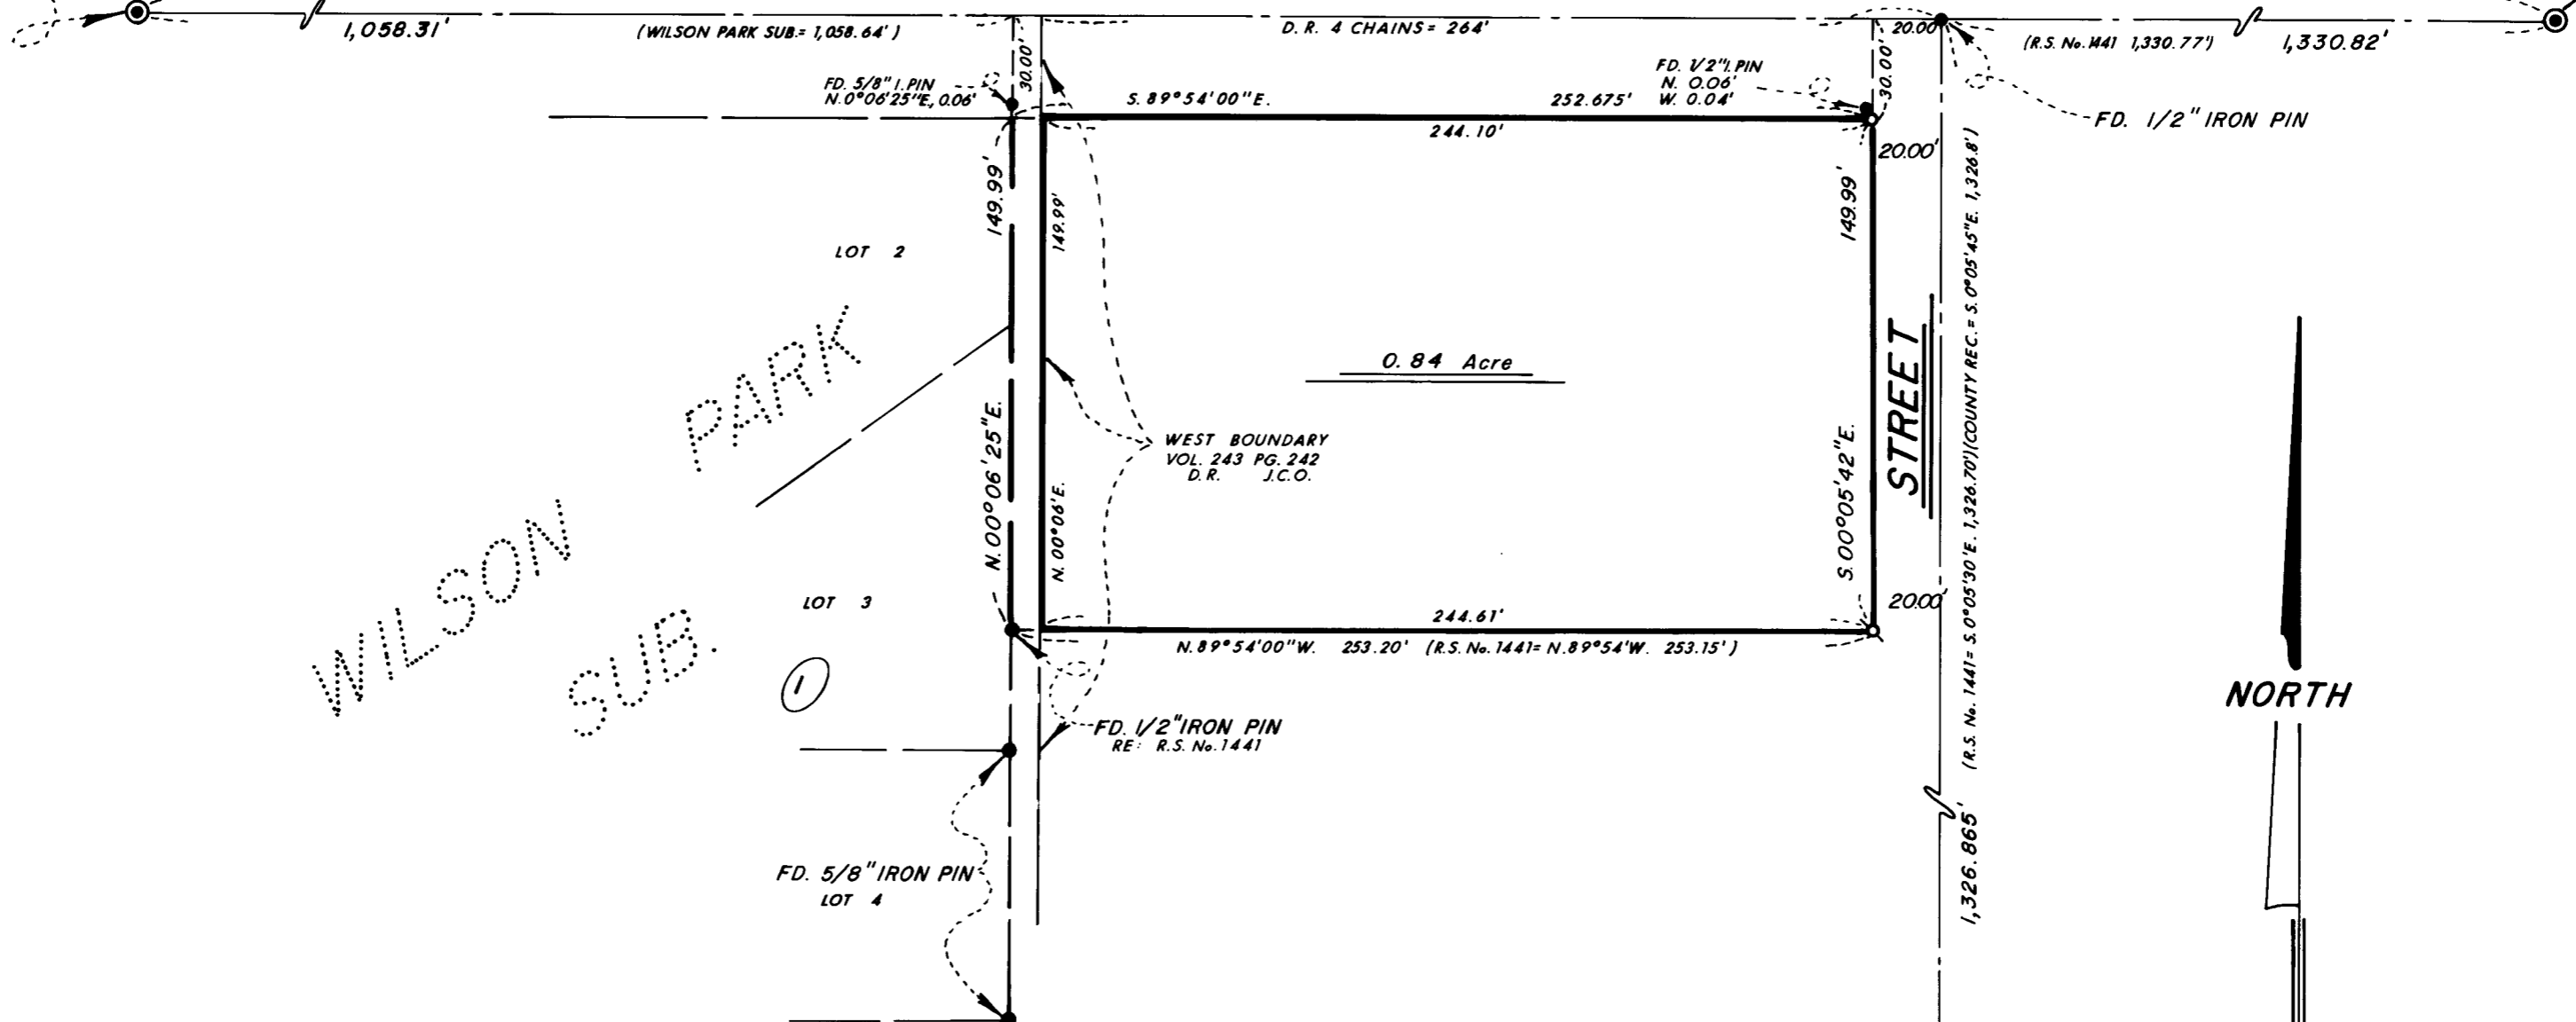 1,058.31'
(WILSON PARK SUB.= 1,058.64')
D.R. 4 CHAINS = 264'
20.00'
(R.S. No. 1441 1,330.77')
1,330.82'
30.00'
30.00'
FD. 5/8" I. PIN
N. 0°06'25"E, 0.06'
S. 89°54'00"E.
252.675'
FD. 1/2" I. PIN
N. 0.06'
W. 0.04'
FD. 1/2" IRON PIN
244.10'
20.00'
149.99'
149.99'
149.99'
LOT 2
WILSON PARK
SUB.
0.84 Acre
STREET
(R.S. No. 1441= S. 0°05'30"E. 1,326.70')(COUNTY REC.= S. 0°05'45"E. 1,326.8')
WEST BOUNDARY
VOL. 243 PG. 242
D.R. J.C.O.
N. 00°06'25"E.
N. 00°06'E.
S. 00°05'42"E.
LOT 3
20.00'
244.61'
N. 89°54'00"W. 253.20' (R.S. No. 1441= N. 89°54'W. 253.15')
1
NORTH
FD. 1/2" IRON PIN
RE: R.S. No. 1441
1,326.865'
FD. 5/8" IRON PIN
LOT 4